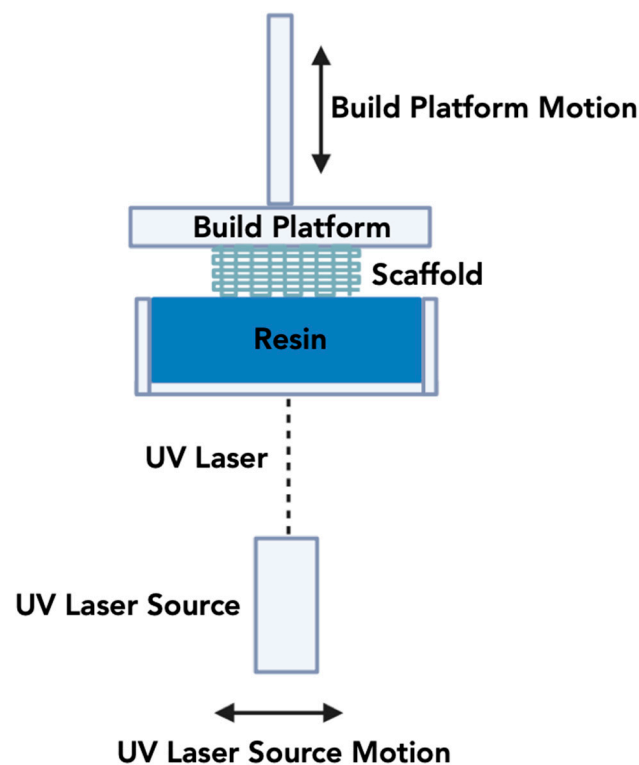 Build Platform Motion
Build Platform
Scaffold
Resin
UV Laser
UV Laser Source
UV Laser Source Motion